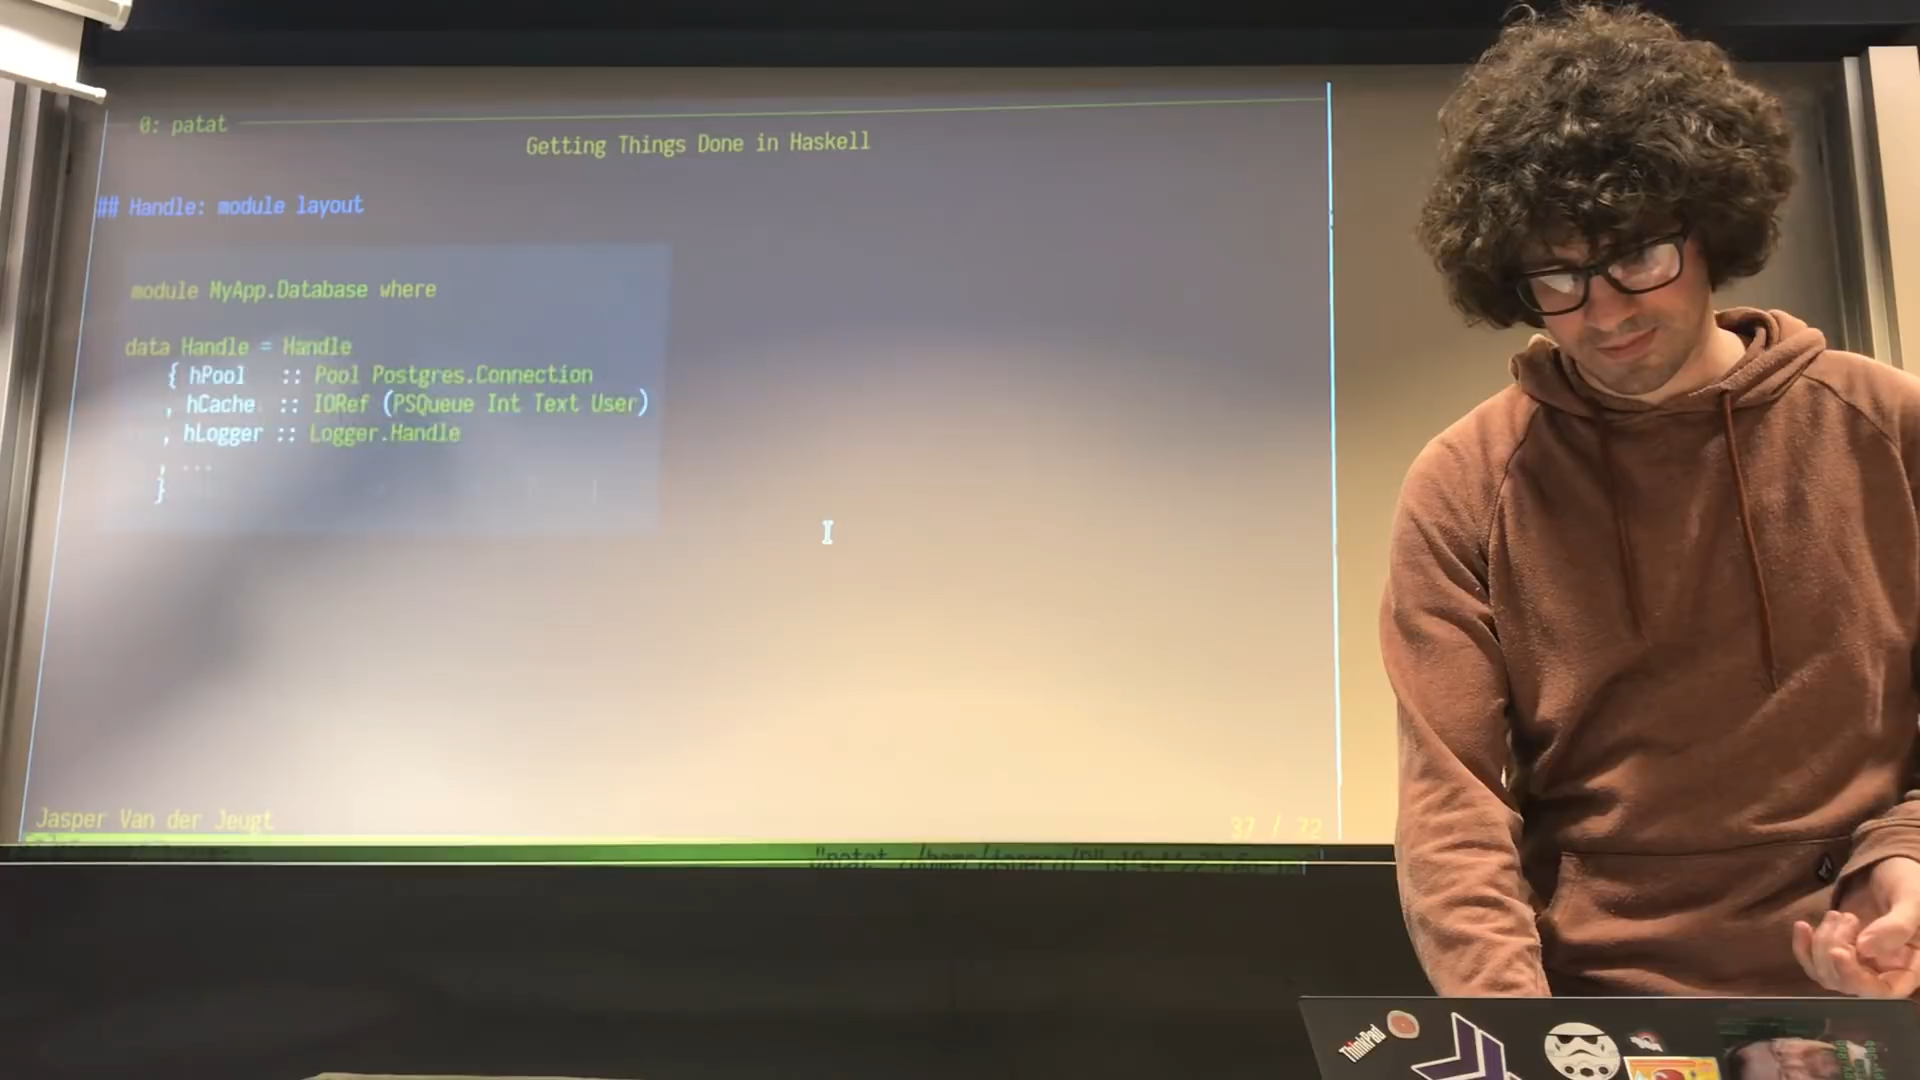 0: patat
Getting Things Done in Haskell
## Handle: module layout
module MyApp.Database where
data Handle = Handle
{ hPool :: Pool Postgres.Connection
, hCache :: IORef (PSQueue Int Text User)
, hLogger :: Logger.Handle
, ...
}
Jasper Van der Jeugt
37 / 72
ThinkPad